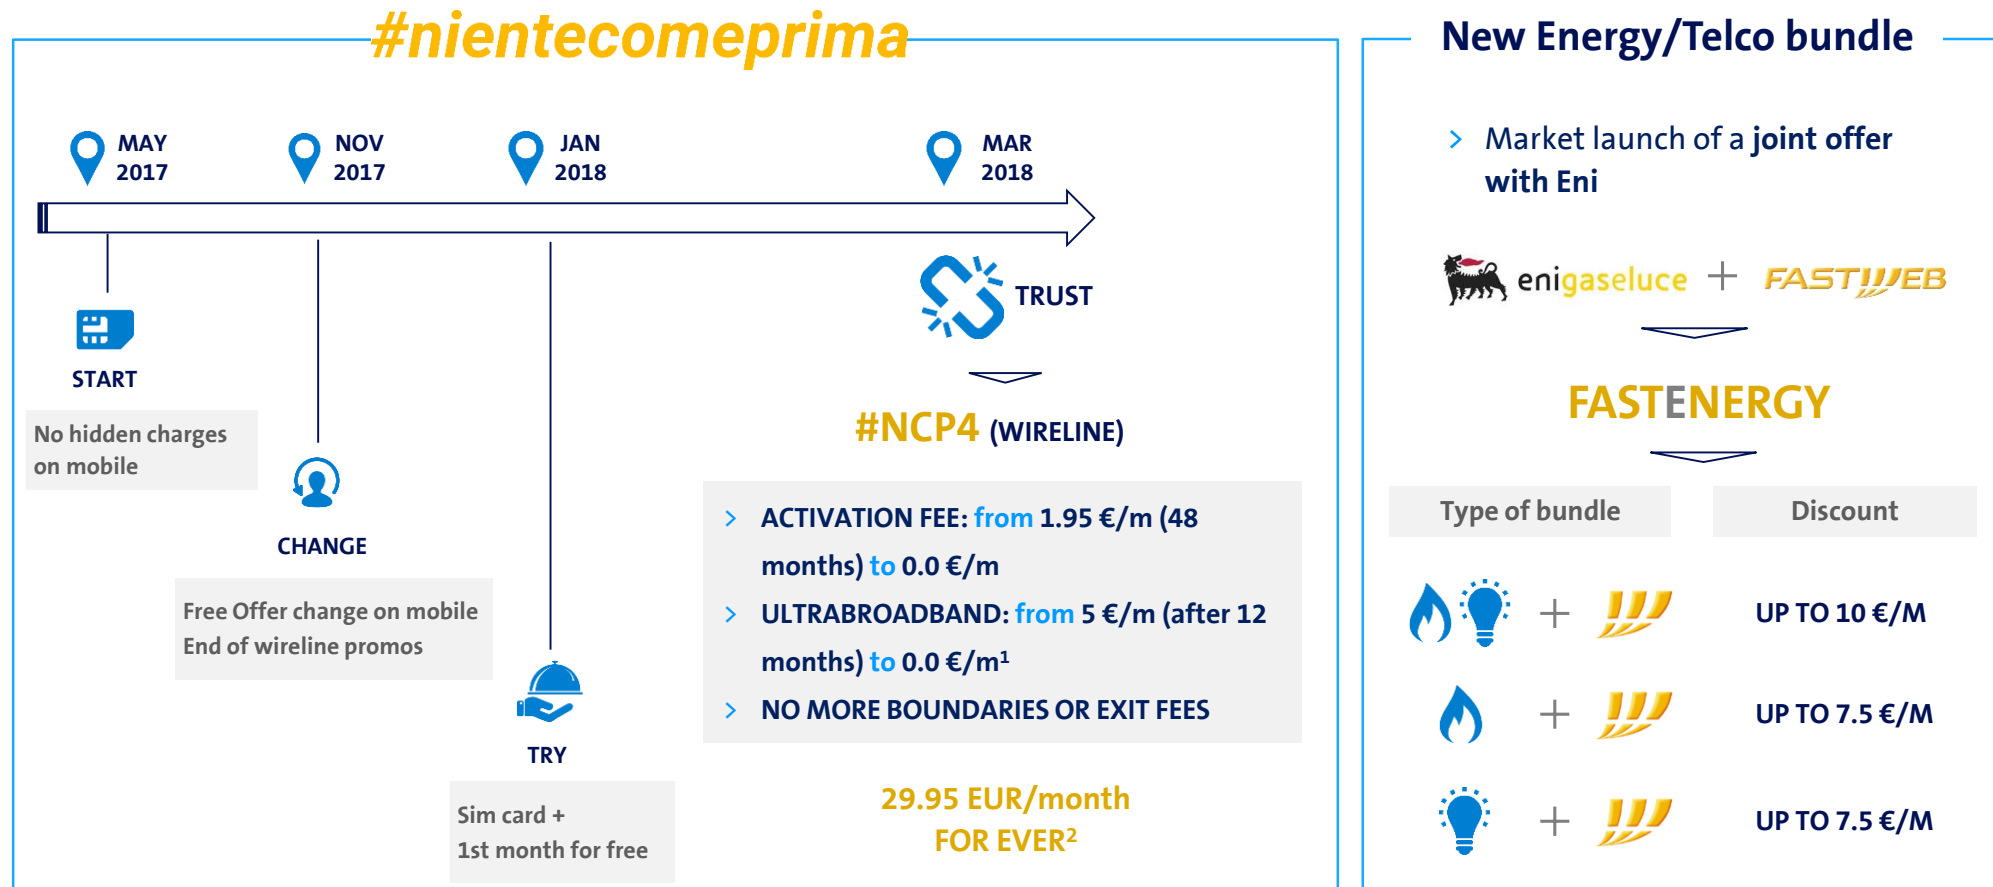 #nientecomeprima
MAY
2017
NOV
2017
JAN
2018
MAR
2018
START
No hidden charges
on mobile
CHANGE
Free Offer change on mobile
End of wireline promos
TRY
Sim card +
1st month for free
TRUST
#NCP4 (WIRELINE)
> ACTIVATION FEE: from 1.95 €/m (48
months) to 0.0 €/m
> ULTRABROADBAND: from 5 €/m (after 12
months) to 0.0 €/m¹
> NO MORE BOUNDARIES OR EXIT FEES
29.95 EUR/month
FOR EVER²
New Energy/Telco bundle
> Market launch of a joint offer
with Eni
enigaseluce + FASTWEB
FASTENERGY
Type of bundle Discount
+ UP TO 10 €/M
+ UP TO 7.5 €/M
+ UP TO 7.5 €/M